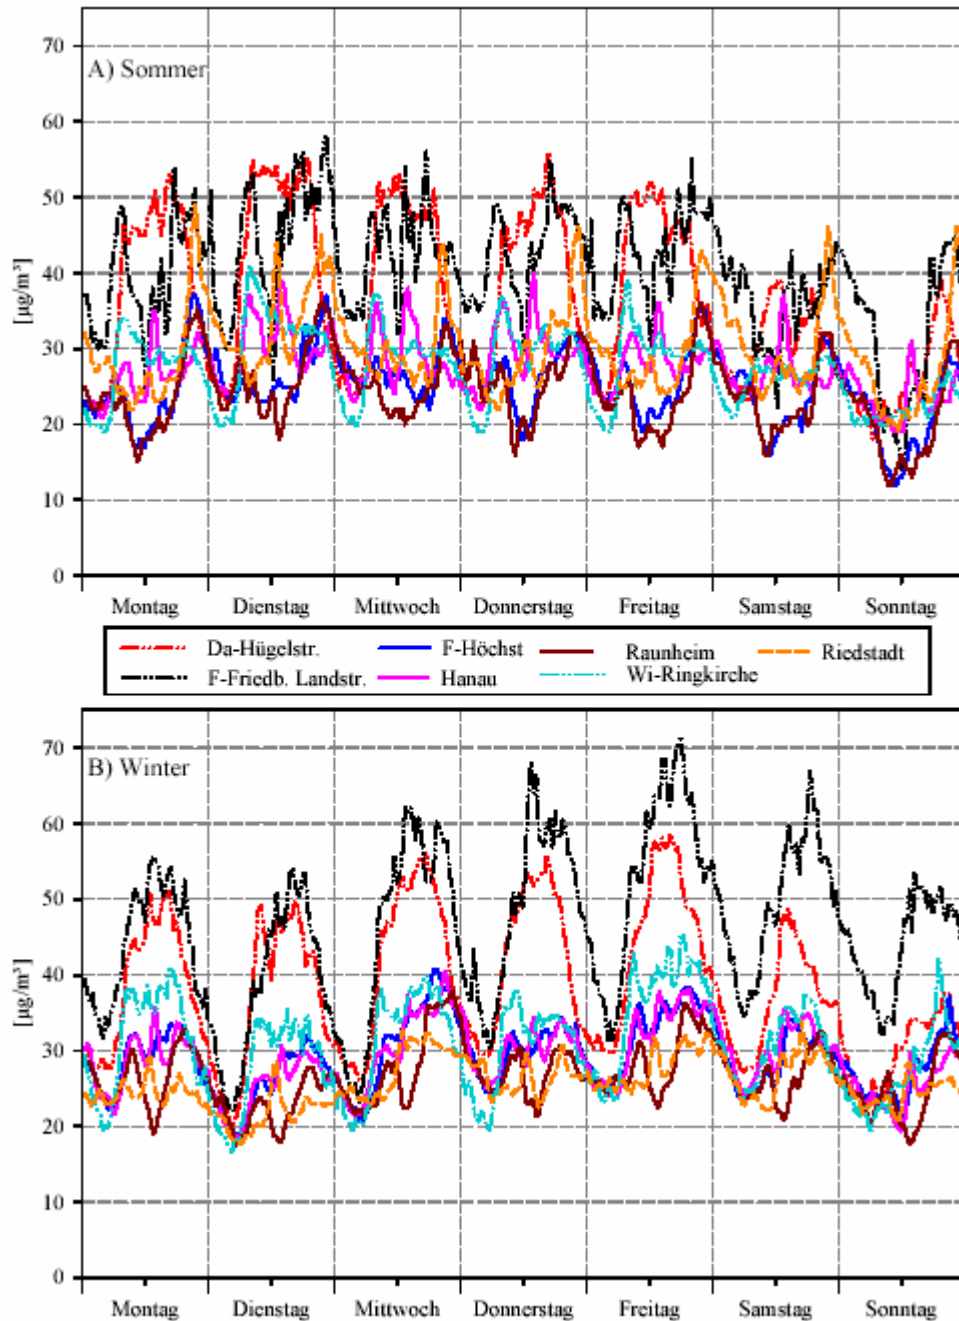 70
A) Sommer
60
50
40
[µg/m³]
30
20
10
0
Montag Dienstag Mittwoch Donnerstag Freitag Samstag Sonntag
Da-Hügelstr. F-Höchst Raunheim Riedstadt
F-Friedb. Landstr. Hanau Wi-Ringkirche
70
B) Winter
60
50
40
[µg/m³]
30
20
10
0
Montag Dienstag Mittwoch Donnerstag Freitag Samstag Sonntag